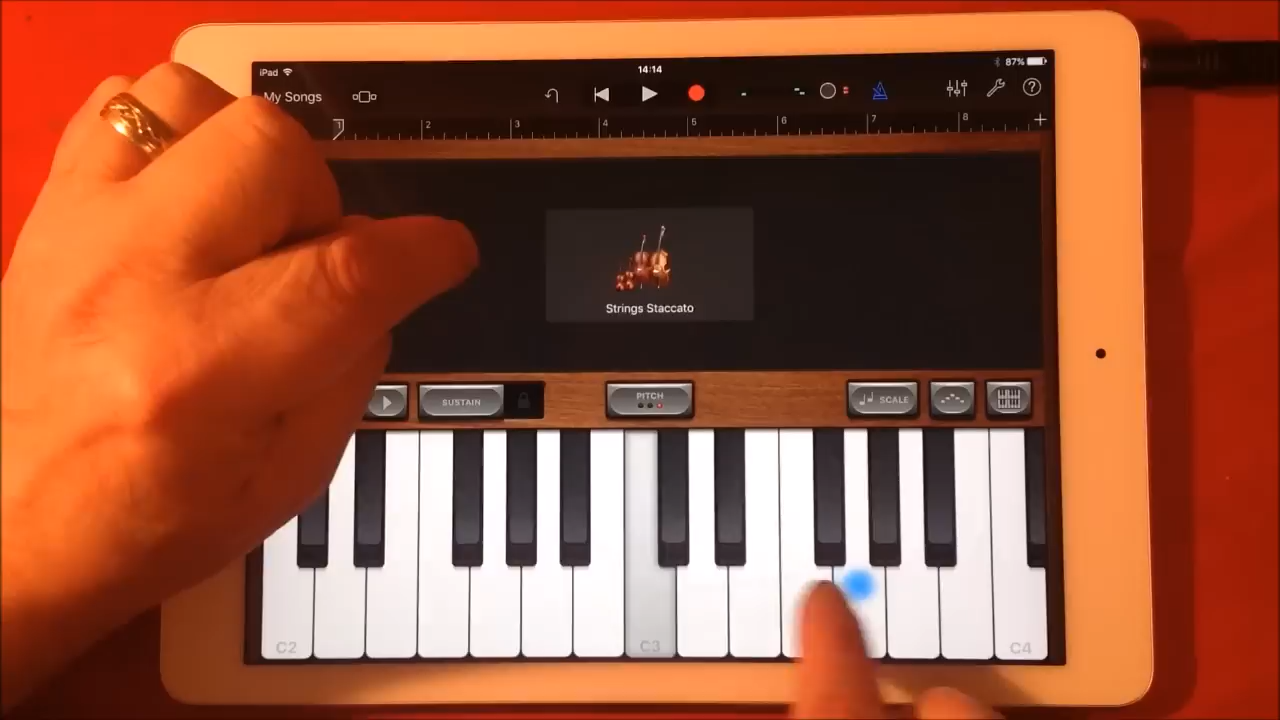 iPad 14:14 87%
My Songs
2 3 4 5 6 7 8 +
Strings Staccato
SUSTAIN PITCH SCALE
C2 C3 C4